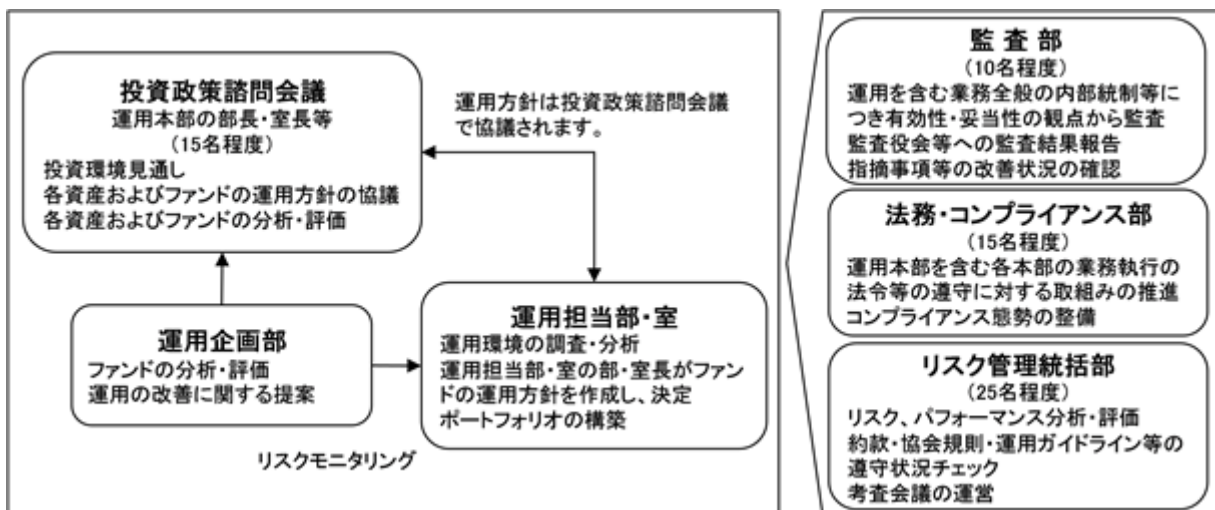 投資政策諮問会議
運用本部の部長・室長等
(15名程度)
投資環境見通し
各資産およびファンドの運用方針の協議
各資産およびファンドの分析・評価
運用方針は投資政策諮問会議
で協議されます。
運用企画部
ファンドの分析・評価
運用の改善に関する提案
運用担当部・室
運用環境の調査・分析
運用担当部・室の部・室長がファン
ドの運用方針を作成し、決定
ポートフォリオの構築
リスクモニタリング
監査部
(10名程度)
運用を含む業務全般の内部統制等に
つき有効性・妥当性の観点から監査
監査役会等への監査結果報告
指摘事項等の改善状況の確認
法務・コンプライアンス部
(15名程度)
運用本部を含む各本部の業務執行の
法令等の遵守に対する取組みの推進
コンプライアンス態勢の整備
リスク管理統括部
(25名程度)
リスク、パフォーマンス分析・評価
約款・協会規則・運用ガイドライン等の
遵守状況チェック
考査会議の運営